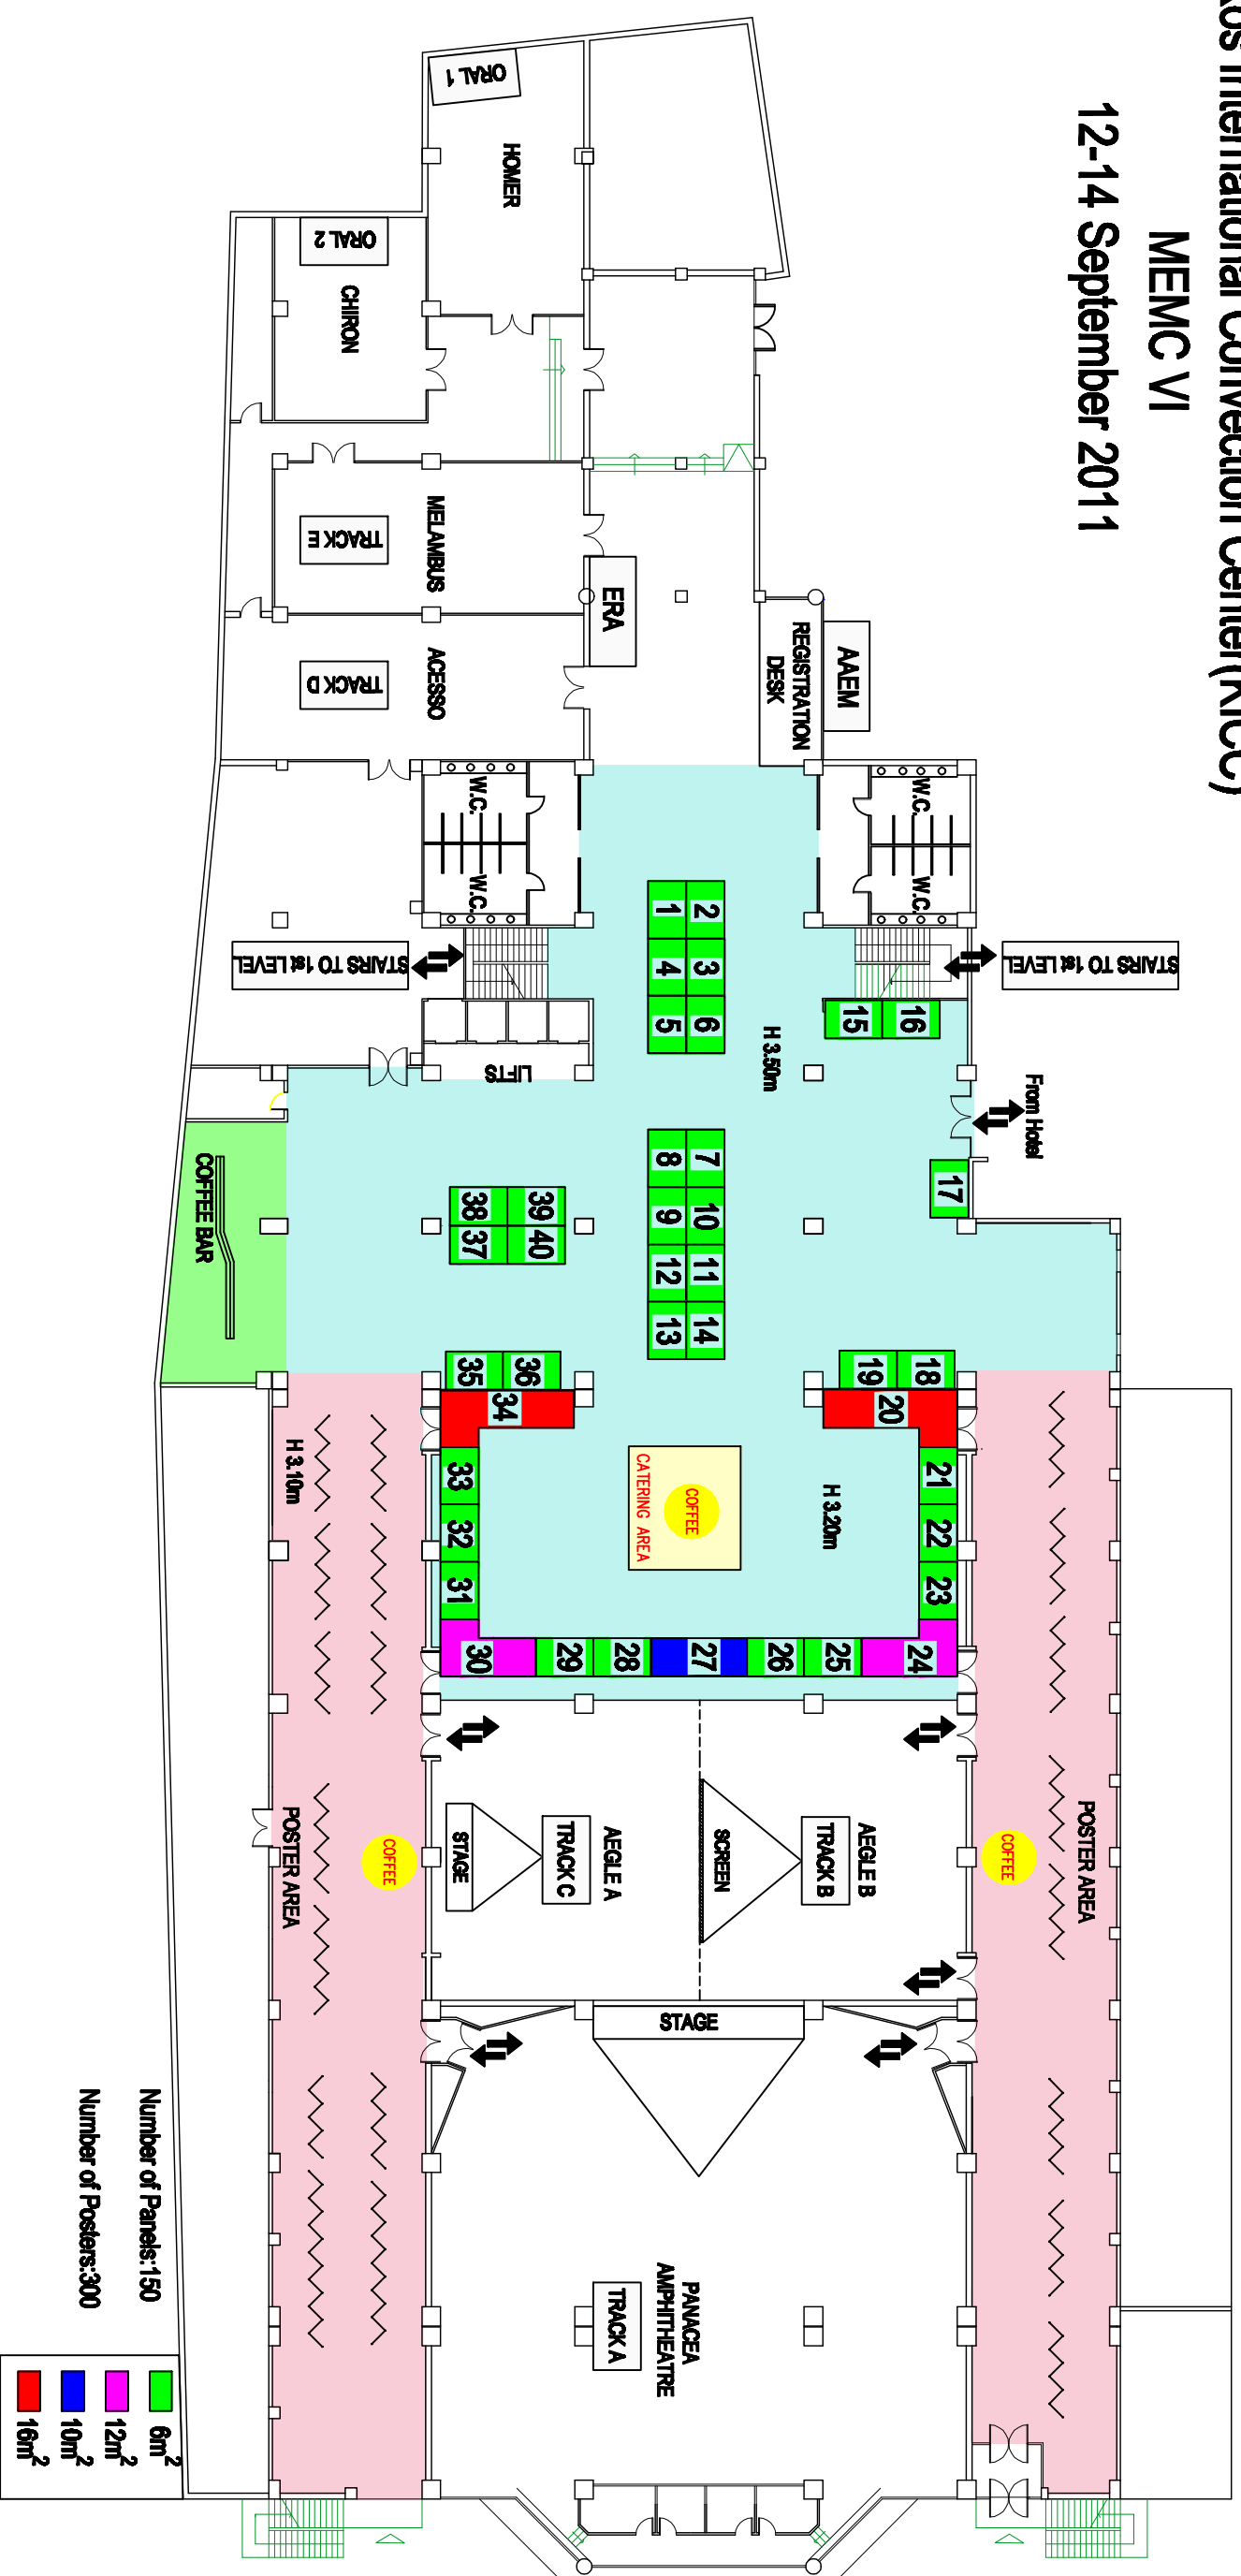 Kos International Convection Center(KICC)
MEMC VI
12-14 September 2011
ORAL 1
HOMER
ORAL 2
CHIRON
MELAMBUS
TRACK E
ACESSO
TRACK D
ERA
AAEM
REGISTRATION
DESK
W.C.
W.C.
W.C.
W.C.
STAIRS TO 1st LEVEL
STAIRS TO 1st LEVEL
LIFTS
From Hotel
H 3.50m
COFFEE BAR
1
2
3
4
5
6
7
8
9
10
11
12
13
14
15
16
17
18
19
20
21
22
23
24
25
26
27
28
29
30
31
32
33
34
35
36
37
38
39
40
H 3.10m
H 3.20m
COFFEE
CATERING AREA
POSTER AREA
COFFEE
POSTER AREA
COFFEE
AEGLE B
TRACK B
SCREEN
AEGLE A
TRACK C
STAGE
STAGE
PANACEA
AMPHITHEATRE
TRACK A
Number of Panels:150
Number of Posters:300
6m²
12m²
10m²
16m²